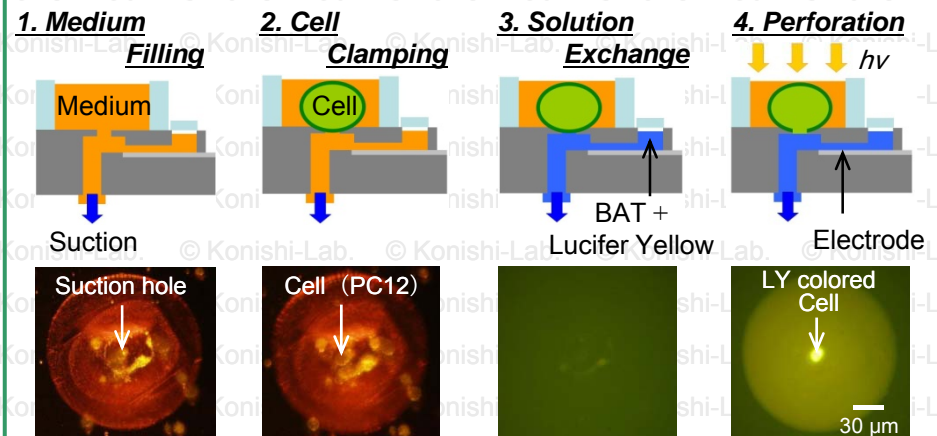 1. Medium
Filling
2. Cell
Clamping
3. Solution
Exchange
4. Perforation
hν
Medium
Cell
Suction
BAT +
Lucifer Yellow
Electrode
© Konishi-Lab.
Suction hole
Cell（PC12）
LY colored
Cell
30 μm